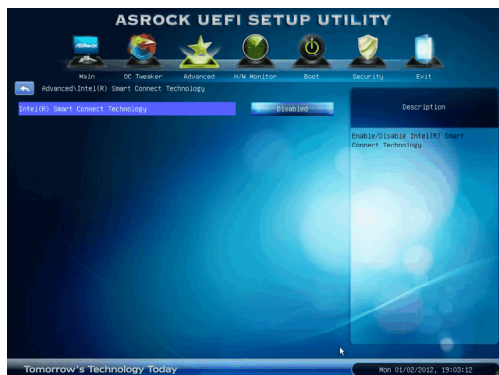 ASROCK UEFI SETUP UTILITY
ASRock
Main OC Tweaker Advanced H/W Monitor Boot Security Exit
Advanced\Intel(R) Smart Connect Technology
Intel(R) Smart Connect Technology Disabled
Description
Enable/Disable Intel(R) Smart
Connect Technology.
Tomorrow's Technology Today
Mon 01/02/2012, 19:03:12